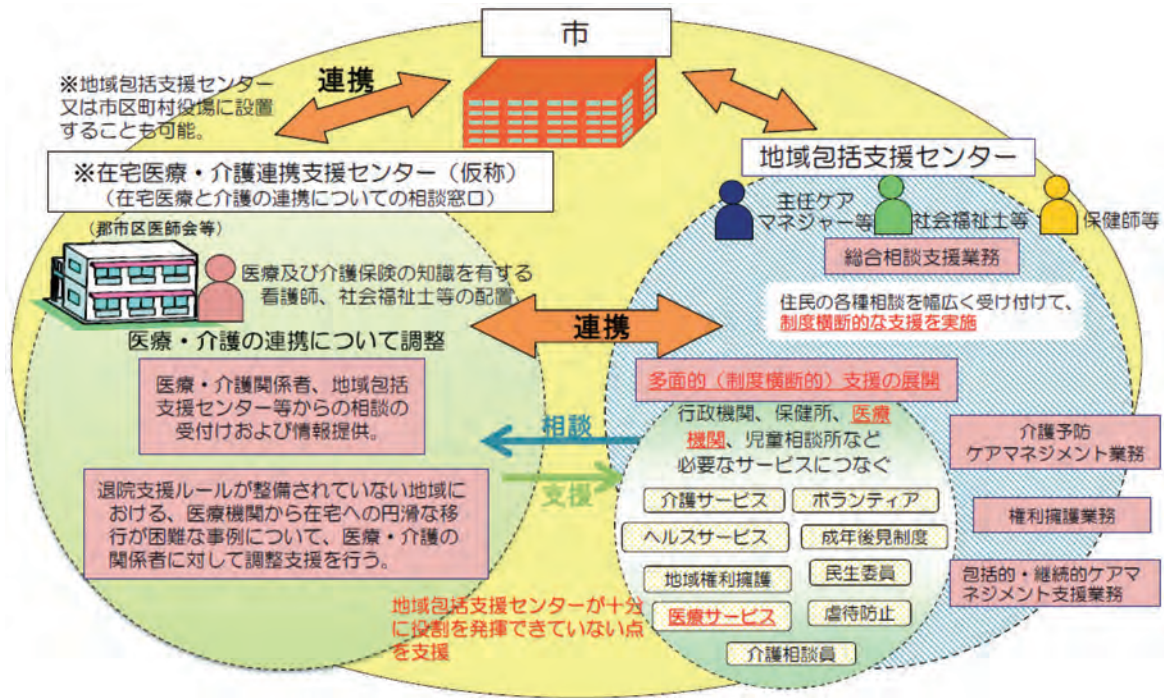 市
※地域包括支援センター
又は市区町村役場に設置
することも可能。
連携
※在宅医療・介護連携支援センター（仮称）
（在宅医療と介護の連携についての相談窓口）
（郡市区医師会等）
医療及び介護保険の知識を有する
看護師、社会福祉士等の配置
医療・介護の連携について調整
医療・介護関係者、地域包括
支援センター等からの相談の
受付けおよび情報提供。
退院支援ルールが整備されていない地域に
おける、医療機関から在宅への円滑な移
行が困難な事例について、医療・介護の
関係者に対して調整支援を行う。
連携
相談
支援
地域包括支援センターが十分
に役割を発揮できていない点
を支援
地域包括支援センター
主任ケア
マネジャー等
社会福祉士等
保健師等
総合相談支援業務
住民の各種相談を幅広く受け付けて、
制度横断的な支援を実施
多面的（制度横断的）支援の展開
行政機関、保健所、医療
機関、児童相談所など
必要なサービスにつなぐ
介護サービス
ボランティア
ヘルスサービス
成年後見制度
地域権利擁護
民生委員
医療サービス
虐待防止
介護相談員
介護予防
ケアマネジメント業務
権利擁護業務
包括的・継続的ケアマ
ネジメント支援業務